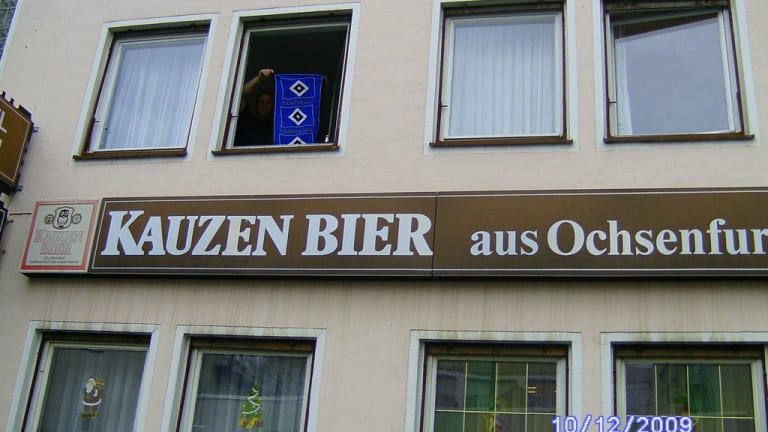 KAUZEN BIER aus Ochsenfur
KAUZEN
BIER
10/12/2009